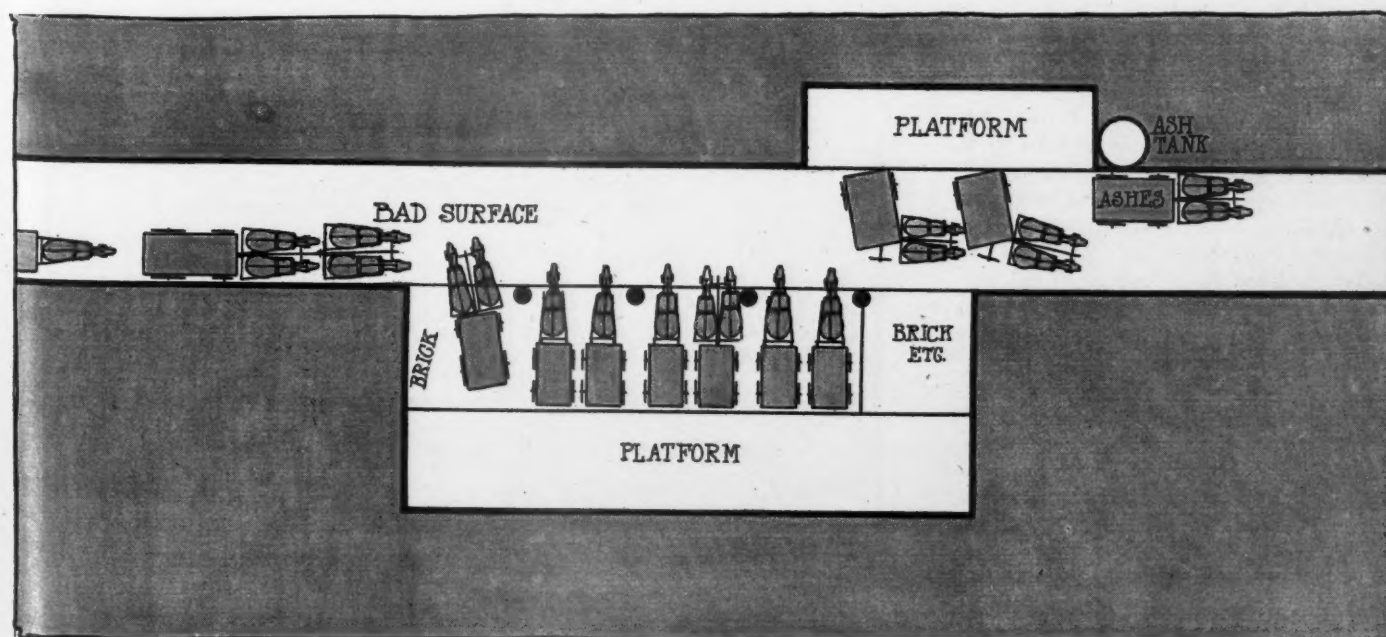 PLATFORM
ASH
TANK
ASHES
BAD SURFACE
BRICK
BRICK
ETC.
PLATFORM